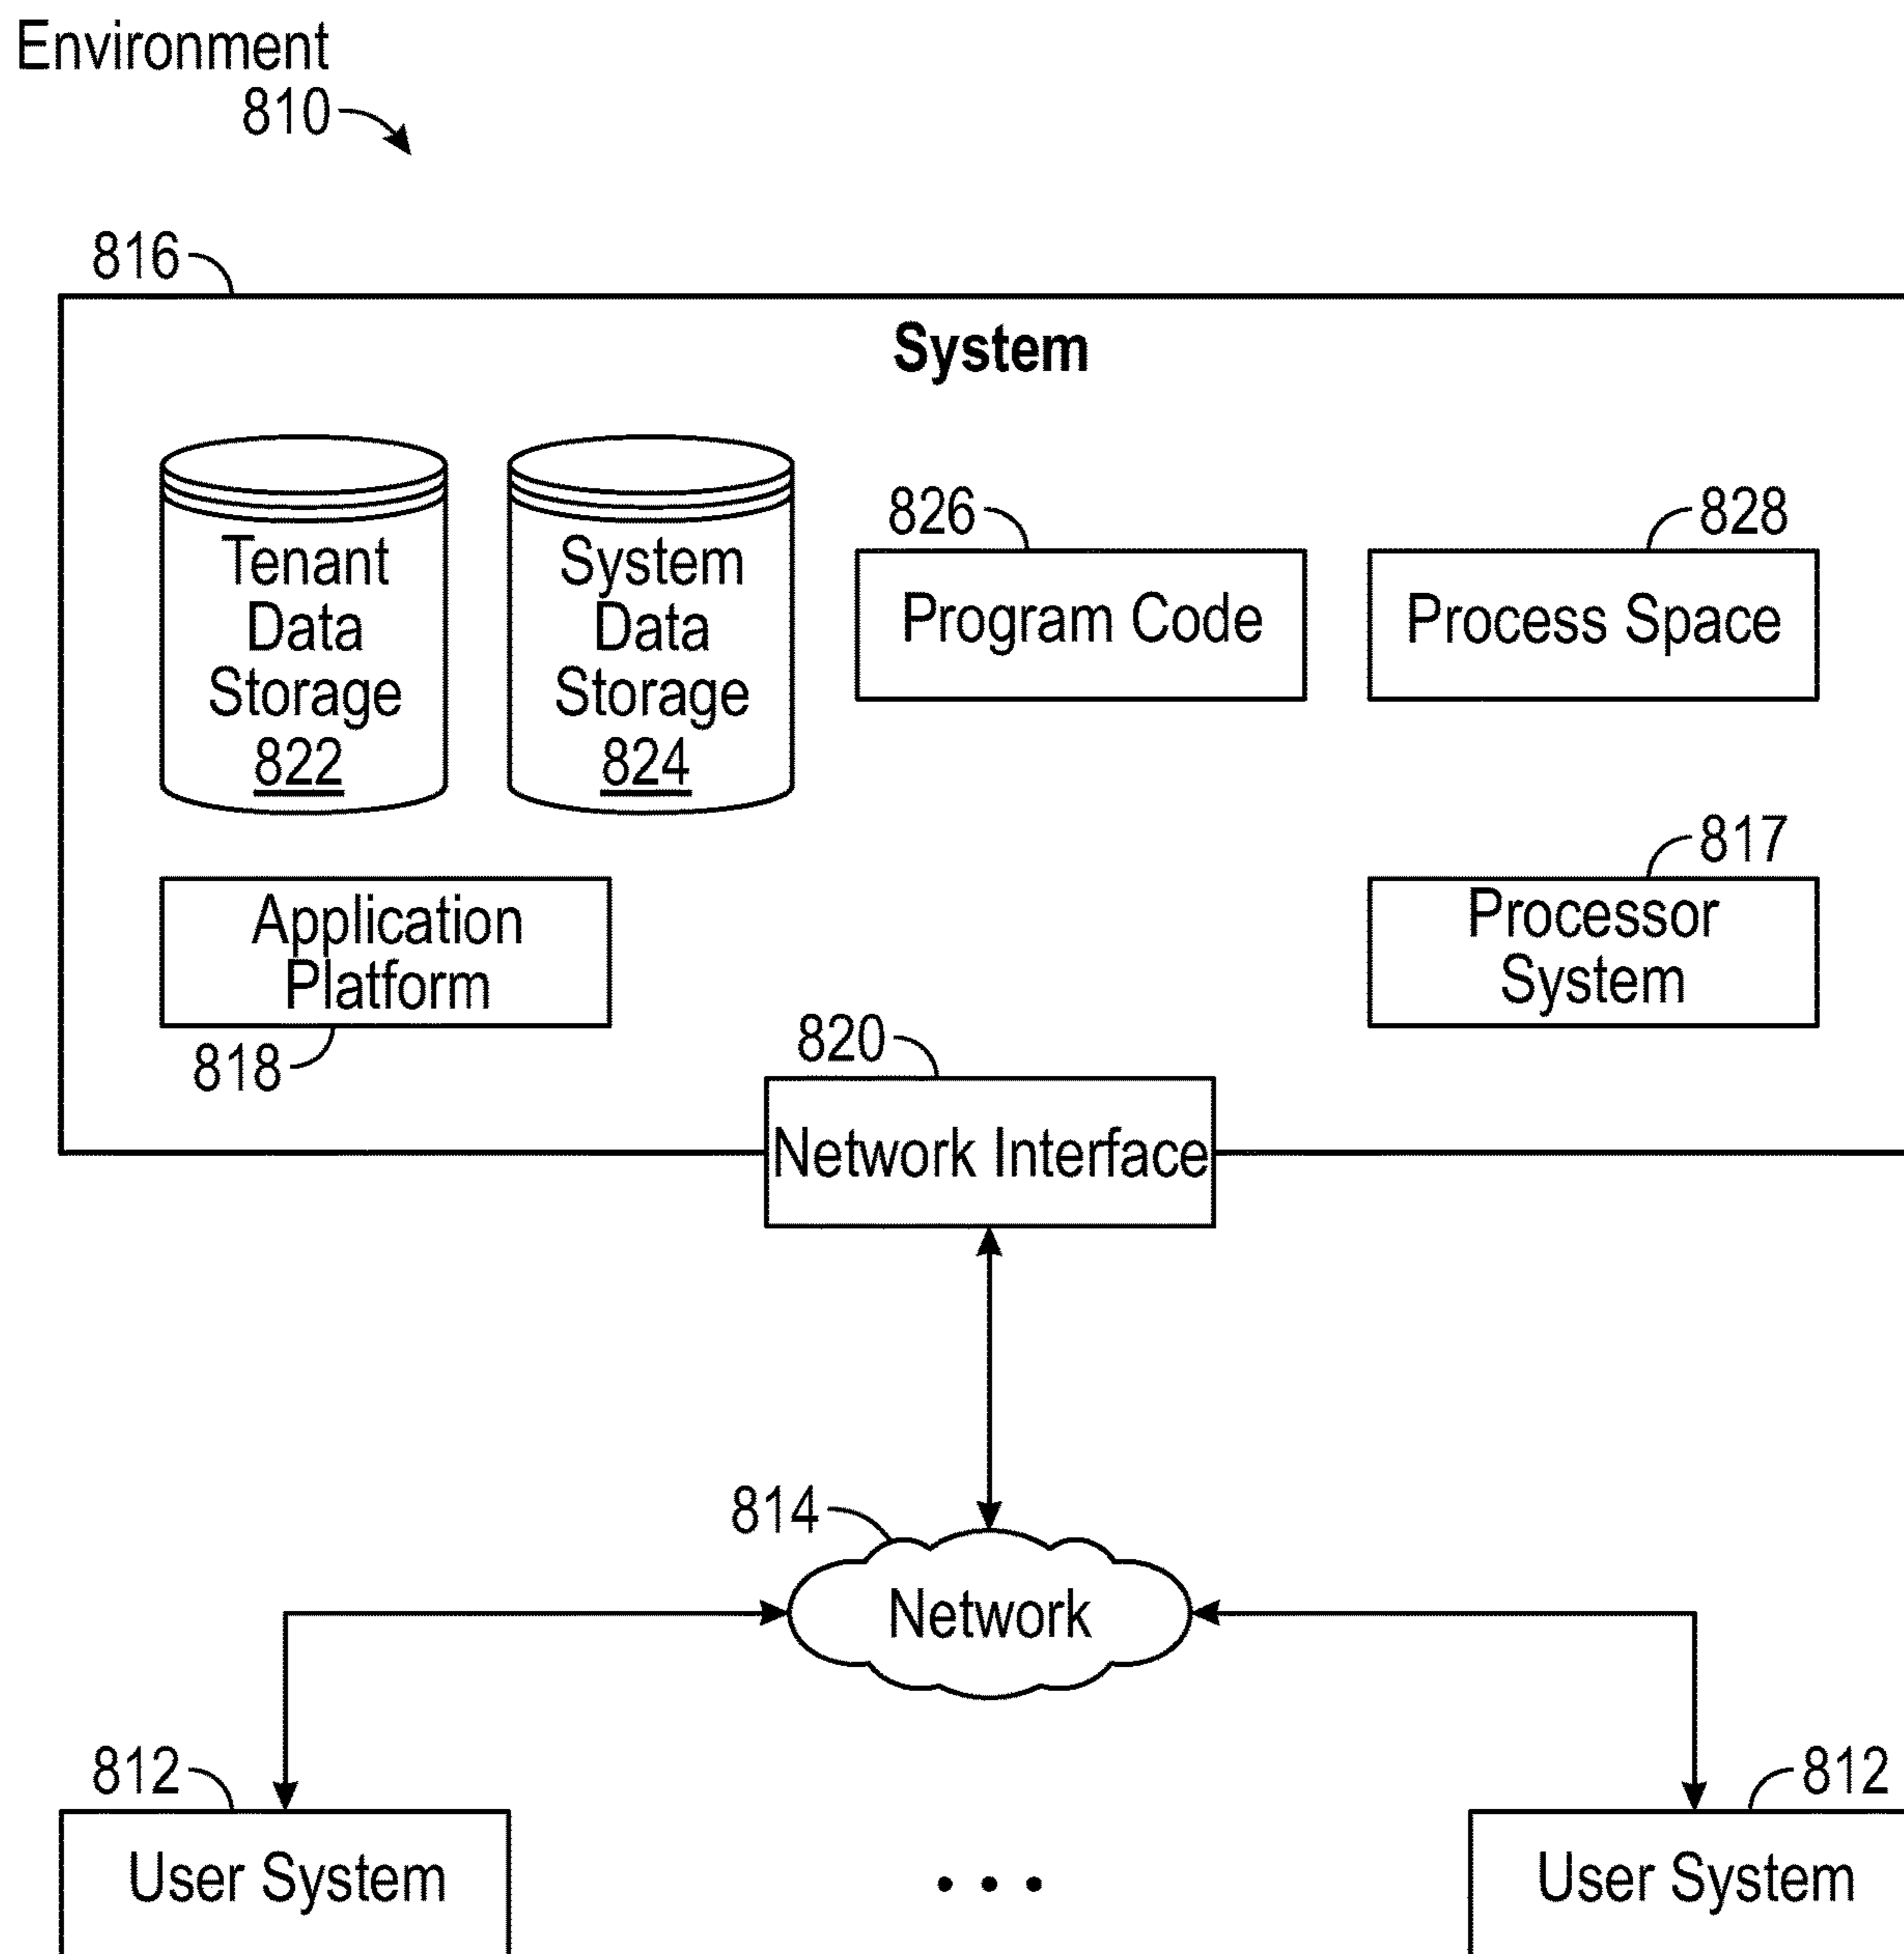 Environment
810
816
System
Tenant
Data
Storage
822
System
Data
Storage
824
826
Program Code
828
Process Space
Application
Platform
818
817
Processor
System
820
Network Interface
814
Network
812
User System
. . .
812
User System